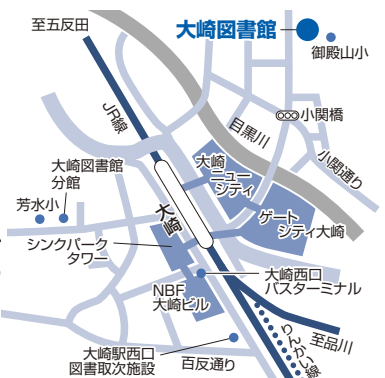 至五反田
大崎図書館
御殿山小
JR線
目黒川
小関橋
小関通り
大崎図書館
分館
芳水小
大崎
ニュー
シティ
大崎
ゲート
シティ大崎
シンクパーク
タワー
NBF
大崎ビル
大崎西口
バスターミナル
りんかい線
至品川
大崎駅西口
図書取次施設
百反通り